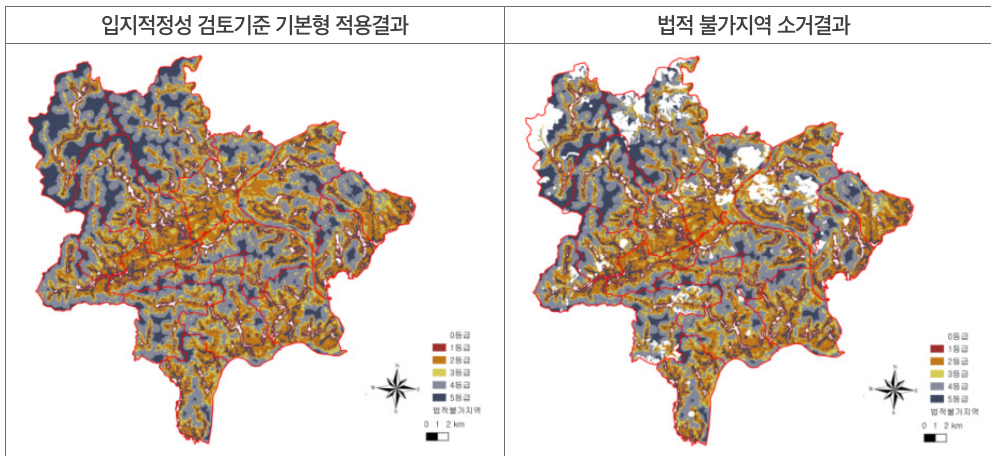 입지적정성 검토기준 기본형 적용결과
법적 불가지역 소거결과
0등급
1등급
2등급
3등급
4등급
5등급
법적불가지역
0 1 2 km
N
W E
S
0등급
1등급
2등급
3등급
4등급
5등급
법적불가지역
0 1 2 km
N
W E
S